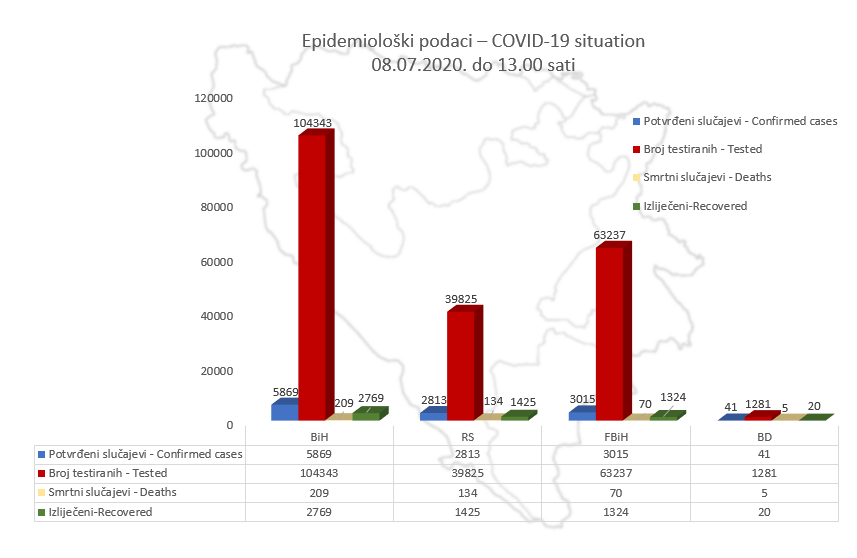 Epidemiološki podaci – COVID-19 situation
08.07.2020. do 13.00 sati
120000
100000
80000
60000
40000
20000
0
104343
5869
209
2769
39825
2813
134
1425
63237
3015
70
1324
41
1281
5
20
Potvrđeni slučajevi - Confirmed cases
Broj testiranih - Tested
Smrtni slučajevi - Deaths
Izliječeni-Recovered
BiH RS FBiH BD
Potvrđeni slučajevi - Confirmed cases 5869 2813 3015 41
Broj testiranih - Tested 104343 39825 63237 1281
Smrtni slučajevi - Deaths 209 134 70 5
Izliječeni-Recovered 2769 1425 1324 20